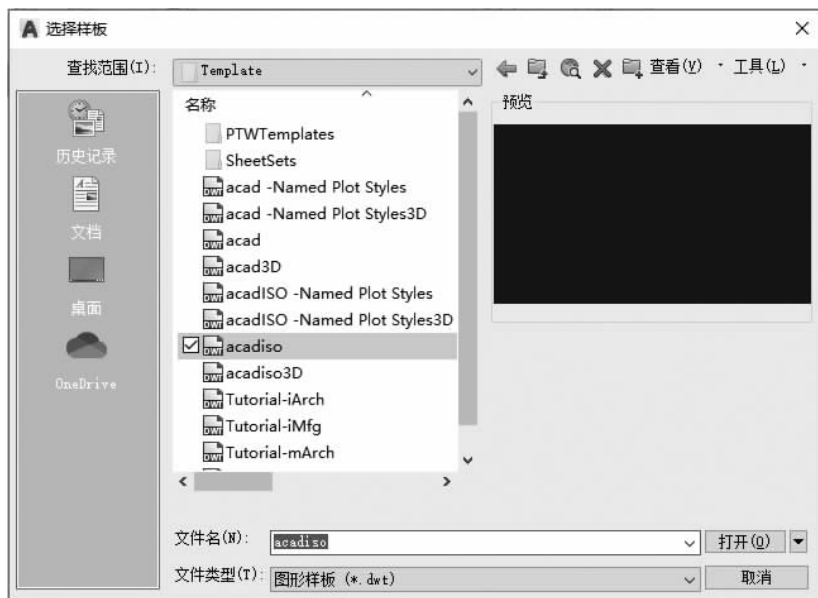 选择样板
查找范围(I): Template 查看(V) 工具(L)
名称
预览
PTWTemplates
SheetSets
acad -Named Plot Styles
acad -Named Plot Styles3D
acad
acad3D
acadISO -Named Plot Styles
acadISO -Named Plot Styles3D
acadiso
acadiso3D
Tutorial-iArch
Tutorial-iMfg
Tutorial-mArch
历史记录
文档
桌面
OneDrive
文件名(N): acadiso 打开(O)
文件类型(T): 图形样板 (*.dwt) 取消